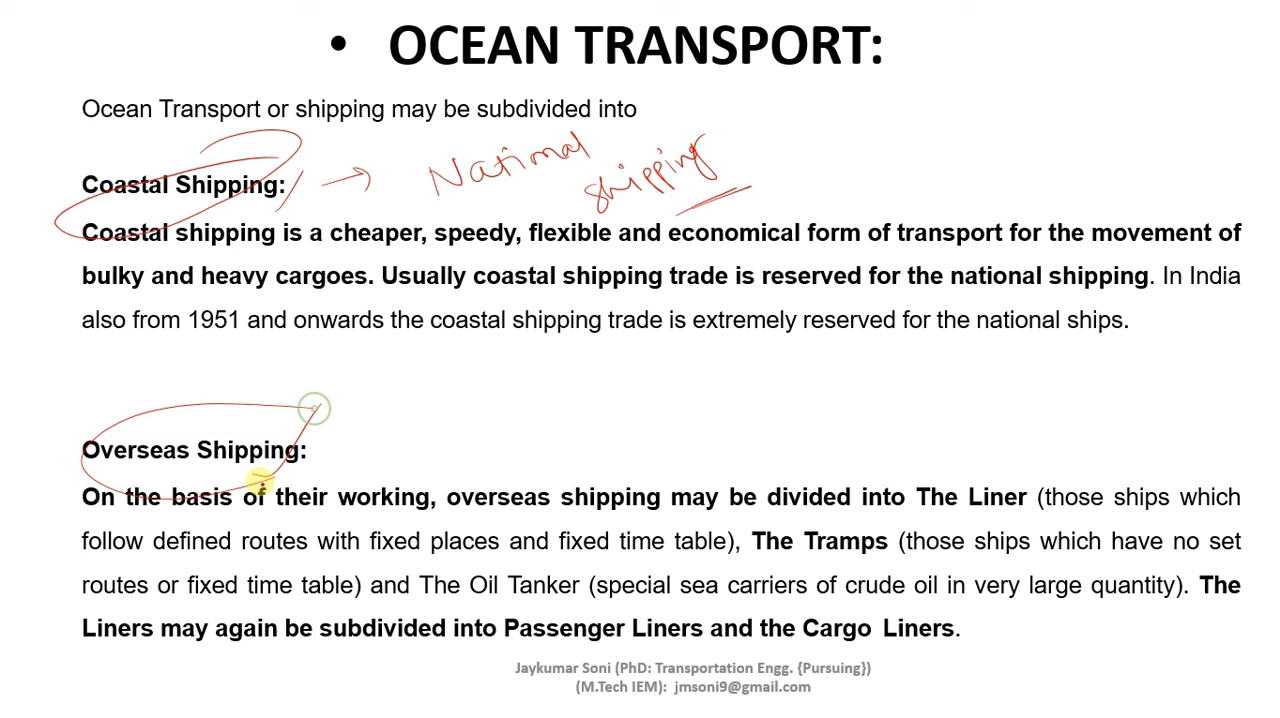 • OCEAN TRANSPORT:
Ocean Transport or shipping may be subdivided into
Coastal Shipping: → National
shipping
Coastal shipping is a cheaper, speedy, flexible and economical form of transport for the movement of
bulky and heavy cargoes. Usually coastal shipping trade is reserved for the national shipping. In India
also from 1951 and onwards the coastal shipping trade is extremely reserved for the national ships.
Overseas Shipping:
On the basis of their working, overseas shipping may be divided into The Liner (those ships which
follow defined routes with fixed places and fixed time table), The Tramps (those ships which have no set
routes or fixed time table) and The Oil Tanker (special sea carriers of crude oil in very large quantity). The
Liners may again be subdivided into Passenger Liners and the Cargo Liners.
Jaykumar Soni (PhD: Transportation Engg. {Pursuing})
(M.Tech IEM): jmsoni9@gmail.com